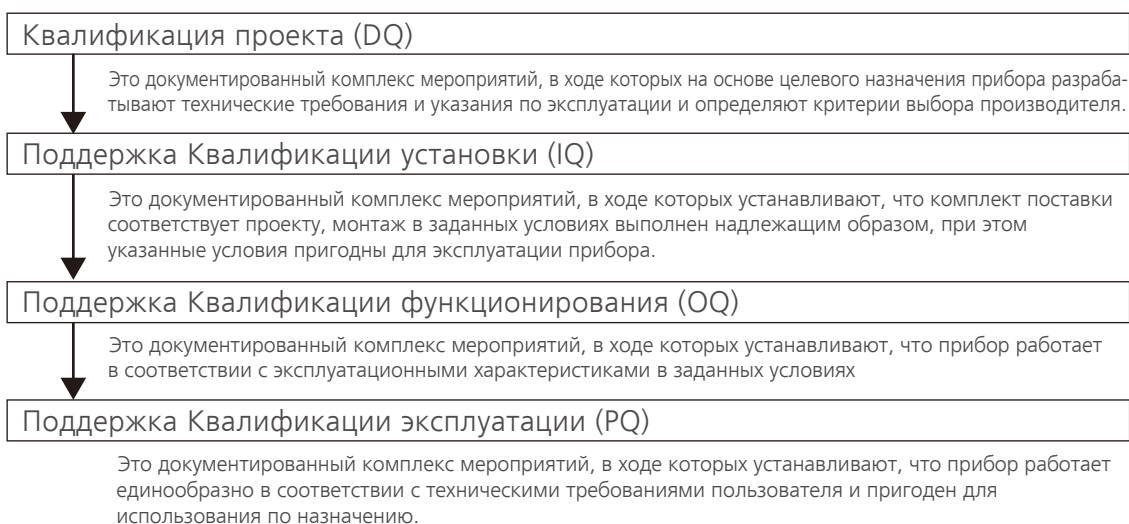 Квалификация проекта (DQ)
Это документированный комплекс мероприятий, в ходе которых на основе целевого назначения прибора разраба-
тывают технические требования и указания по эксплуатации и определяют критерии выбора производителя.
Поддержка Квалификации установки (IQ)
Это документированный комплекс мероприятий, в ходе которых устанавливают, что комплект поставки
соответствует проекту, монтаж в заданных условиях выполнен надлежащим образом, при этом
указанные условия пригодны для эксплуатации прибора.
Поддержка Квалификации функционирования (OQ)
Это документированный комплекс мероприятий, в ходе которых устанавливают, что прибор работает
в соответствии с эксплуатационными характеристиками в заданных условиях
Поддержка Квалификации эксплуатации (PQ)
Это документированный комплекс мероприятий, в ходе которых устанавливают, что прибор работает
единообразно в соответствии с техническими требованиями пользователя и пригоден для
использования по назначению.